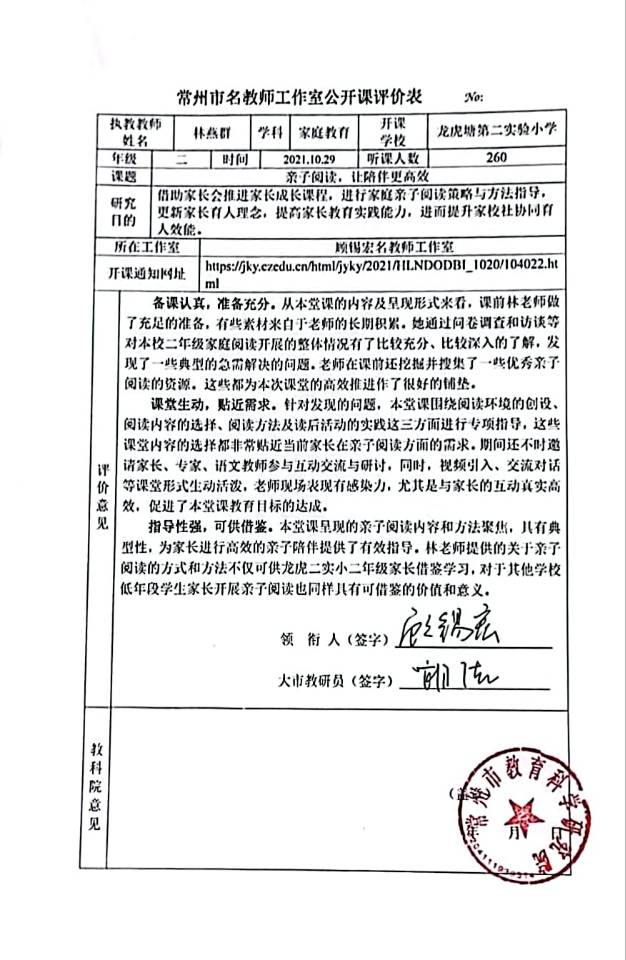 常州市名教师工作室公开课评价表 No:
执教教师姓名 林燕群 学科 家庭教育 开课学校 龙虎塘第二实验小学
年级 二 时间 2021.10.29 听课人数 260
课题 亲子阅读，让陪伴更高效
研究目的
借助家长会推进家长成长课程，进行家庭亲子阅读策略与方法指导，
更新家长育人理念，提高家长教育实践能力，进而提升家校社协同育
人效能。
所在工作室 顾锡宏名教师工作室
开课通知网址 https://jky.czedu.cn/html/jyky/2021/HLNDODBI_1020/104022.ht
ml
评价意见
备课认真，准备充分。从本堂课的内容及呈现形式来看，课前林老师做
了充足的准备，有些素材来自于老师的长期积累。她通过问卷调查和访谈等
对本校二年级家庭阅读开展的整体情况有了比较充分、比较深入的了解，发
现了一些典型的急需解决的问题。老师在课前还挖掘并搜集了一些优秀亲子
阅读的资源。这些都为本次课堂的高效推进作了很好的铺垫。
课堂生动，贴近需求。针对发现的问题，本堂课围绕阅读环境的创设、
阅读内容的选择、阅读方法及读后活动的实践这三方面进行专项指导，这些
课堂内容的选择都非常贴近当前家长在亲子阅读方面的需求。期间还不时邀
请家长、专家、语文教师参与互动交流与研讨，同时，视频引入、交流对话
等课堂形式生动活泼，老师现场表现有感染力，尤其是与家长的互动真实高
效，促进了本堂课教育目标的达成。
指导性强，可供借鉴。本堂课呈现的亲子阅读内容和方法聚焦，具有典
型性，为家长进行高效的亲子陪伴提供了有效指导。林老师提供的关于亲子
阅读的方式和方法不仅可供龙虎二实小二年级家长借鉴学习，对于其他学校
低年段学生家长开展亲子阅读也同样具有可借鉴的价值和意义。
领 衔 人（签字） 顾锡宏
大市教研员（签字）
教科院意见
（盖
年 月 日
常州市教育科学研究院